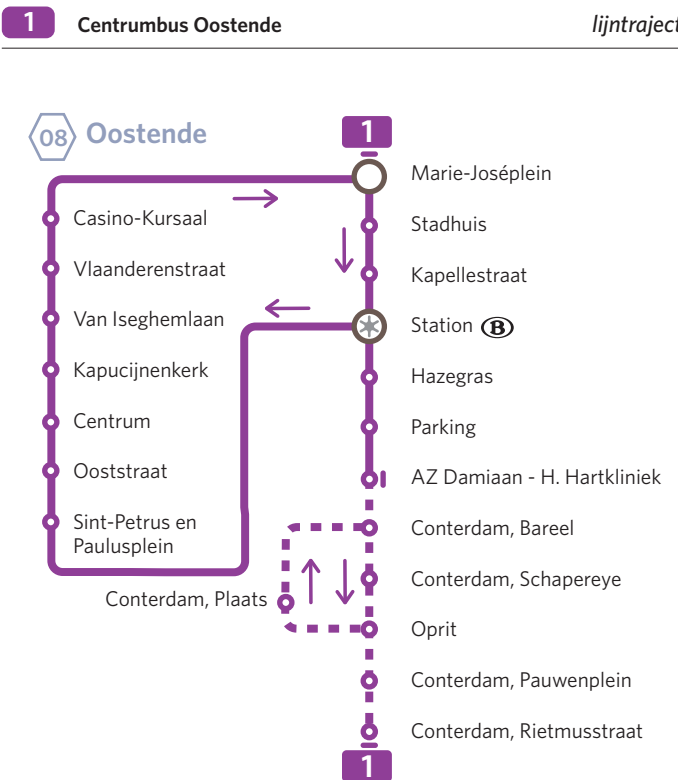 1 Centrumbus Oostende lijntraject
08 Oostende
1
Marie-Joséplein
Stadhuis
Kapellestraat
Station B
Hazegras
Parking
AZ Damiaan - H. Hartkliniek
Conterdam, Bareel
Conterdam, Schapereye
Oprit
Conterdam, Pauwenplein
Conterdam, Rietmusstraat
1
Casino-Kursaal
Vlaanderenstraat
Van Iseghemlaan
Kapucijnenkerk
Centrum
Ooststraat
Sint-Petrus en
Paulusplein
Conterdam, Plaats